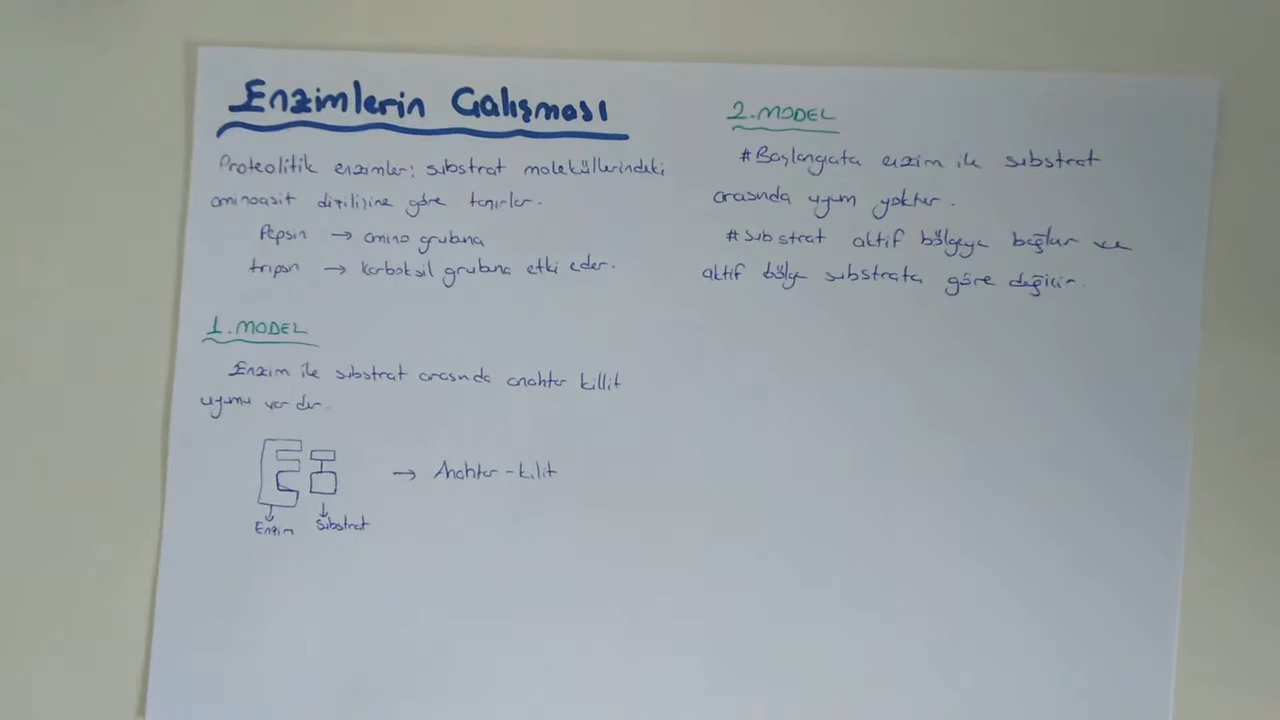 Enzimlerin Çalışması
Proteolitik enzimler; substrat moleküllerindeki
aminoasit dizilişine göre tanırlar.
Pepsin → amino grubuna
tripsin → karboksil grubuna etki eder.
1. MODEL
Enzim ile substrat arasında anahtar killit
uyumu vardır.
→ Anahtar-kilit
Enzim Substrat
2. MODEL
# Başlangıçta enzim ile substrat
arasında uyum yoktur.
# Substrat aktif bölgeye bağlar ve
aktif bölge substrata göre değişir.